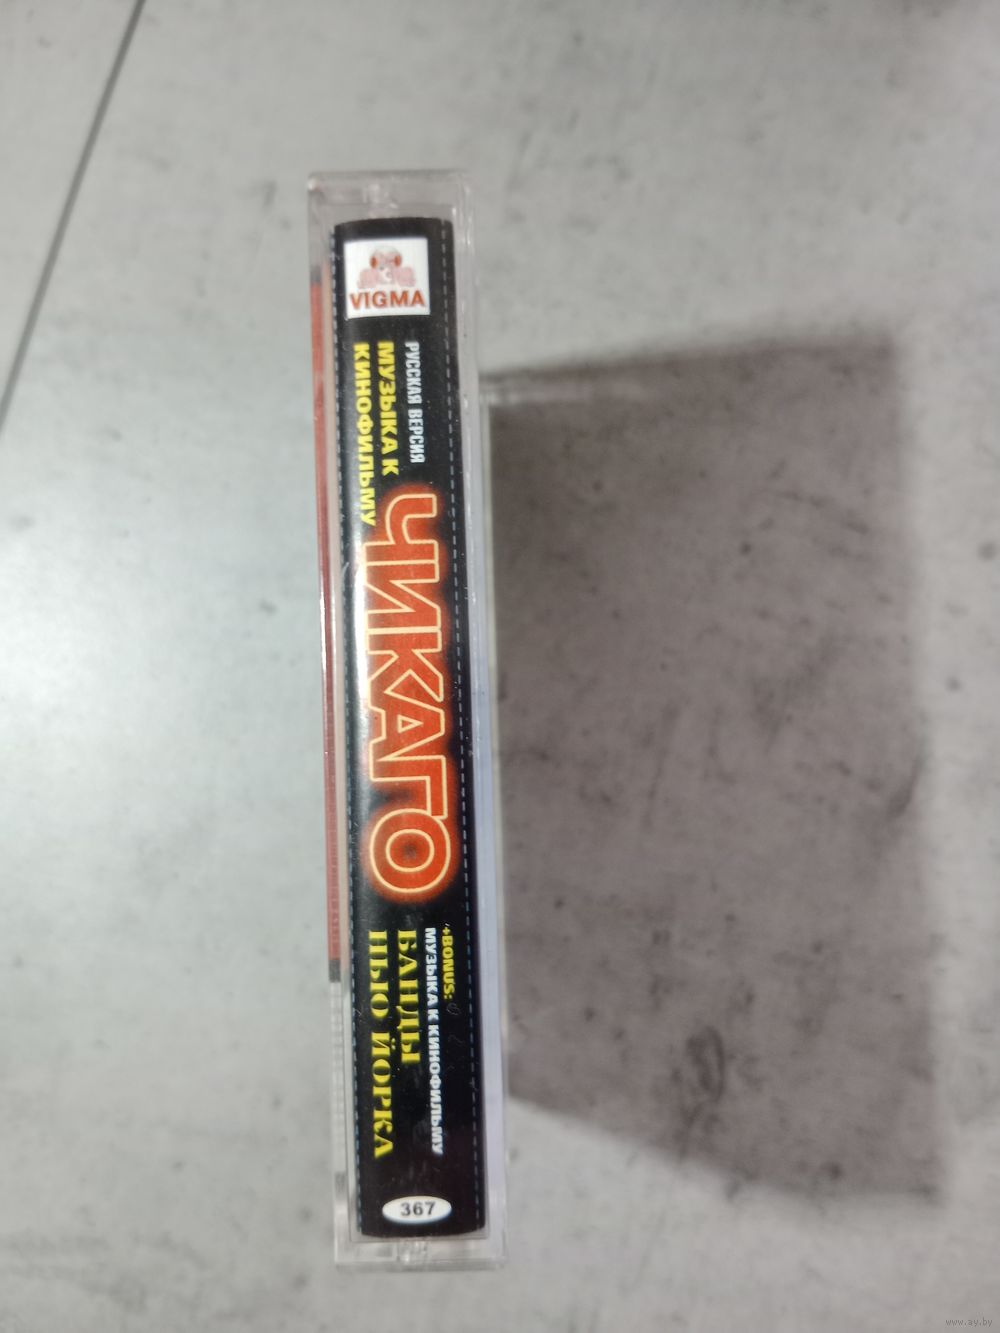 VIGMA
РУССКАЯ ВЕРСИЯ
МУЗЫКА К
КИНОФИЛЬМУ
ЧИКАГО
+BONUS:
МУЗЫКА К КИНОФИЛЬМУ
БАНДЫ
НЬЮ ЙОРКА
367
www.ay.by